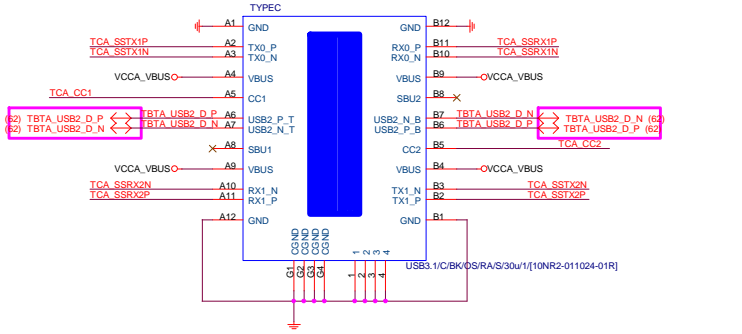 TYPEC
A1 GND GND B12
TCA_SSTX1P A2 TX0_P RX0_P B11 TCA_SSRX1P
TCA_SSTX1N A3 TX0_N RX0_N B10 TCA_SSRX1N
VCCA_VBUS A4 VBUS VBUS B9 VCCA_VBUS
TCA_CC1 A5 CC1 SBU2 B8
(62) TBTA_USB2_D_P TBTA_USB2_D_P A6 USB2_P_T USB2_N_B B7 TBTA_USB2_D_N TBTA_USB2_D_N (62)
(62) TBTA_USB2_D_N TBTA_USB2_D_N A7 USB2_N_T USB2_P_B B6 TBTA_USB2_D_P TBTA_USB2_D_P (62)
A8 SBU1 CC2 B5 TCA_CC2
VCCA_VBUS A9 VBUS VBUS B4 VCCA_VBUS
TCA_SSRX2N A10 RX1_N TX1_N B3 TCA_SSTX2N
TCA_SSRX2P A11 RX1_P TX1_P B2 TCA_SSTX2P
A12 GND GND B1
CGND CGND CGND CGND 1 2 3 4
G1 G2 G3 G4 1 2 3 4
USB3.1/C/BK/OS/RA/S/30u/1/[10NR2-011024-01R]